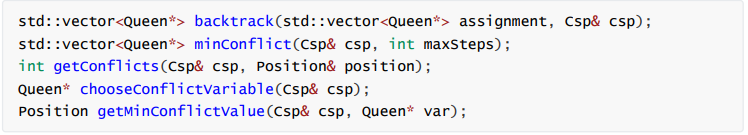 std::vector<Queen*> backtrack(std::vector<Queen*> assignment, Csp& csp);
std::vector<Queen*> minConflict(Csp& csp, int maxSteps);
int getConflicts(Csp& csp, Position& position);
Queen* chooseConflictVariable(Csp& csp);
Position getMinConflictValue(Csp& csp, Queen* var);